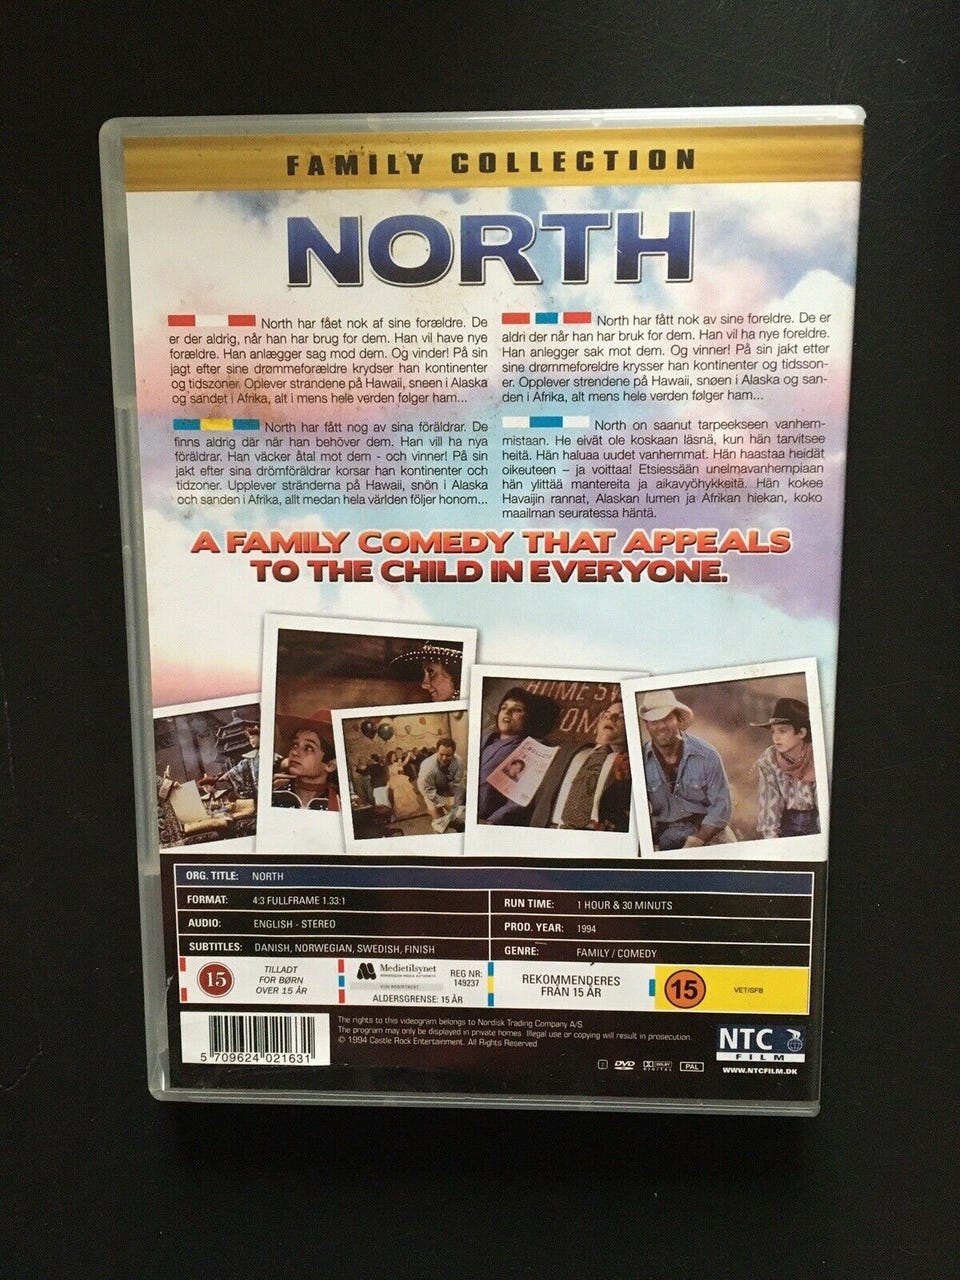 FAMILY COLLECTION
NORTH
North har fået nok af sine forældre. De
er der aldrig, når han har brug for dem. Han vil have nye
forældre. Han anlægger sag mod dem. Og vinder! På sin
jagt efter sine drømmeforældre krydser han kontinenter
og tidszoner. Oplever strandene på Hawaii, sneen i Alaska
og sandet i Afrika, alt i mens hele verden følger ham...
North har fått nok av sine foreldre. De er
aldri der når han har bruk for dem. Han vil ha nye foreldre.
Han anlegger sak mot dem. Og vinner! På sin jakt etter
sine drømmeforeldre krysser han kontinenter og tidsson-
er. Opplever strendene på Hawaii, snøen i Alaska og san-
den i Afrika, alt mens hele verden følger ham...
North har fått nog av sina föräldrar. De
finns aldrig där när han behöver dem. Han vill ha nya
föräldrar. Han väcker åtal mot dem - och vinner! På sin
jakt efter sina drömföräldrar korsar han kontinenter och
tidzoner. Upplever stränderna på Hawaii, snön i Alaska
och sanden i Afrika, allt medan hela världen följer honom...
North on saanut tarpeekseen vanhem-
mistaan. He eivät ole koskaan läsnä, kun hän tarvitsee
heitä. Hän haluaa uudet vanhemmat. Hän haastaa heidät
oikeuteen – ja voittaa! Etsiessään unelmavanhempiaan
hän ylittää mantereita ja aikavyöhykkeitä. Hän kokee
Havaijin rannat, Alaskan lumen ja Afrikan hiekan, koko
maailman seuratessa häntä.
A FAMILY COMEDY THAT APPEALS
TO THE CHILD IN EVERYONE.
HOME SW
OM
ORG. TITLE: NORTH
FORMAT: 4:3 FULLFRAME 1.33:1
AUDIO: ENGLISH - STEREO
SUBTITLES: DANISH, NORWEGIAN, SWEDISH, FINISH
RUN TIME: 1 HOUR & 30 MINUTS
PROD. YEAR: 1994
GENRE: FAMILY / COMEDY
15
TILLADT
FOR BØRN
OVER 15 ÅR
Medietilsynet
NORWEGIAN MEDIA AUTHORITY
REG NR:
149237
ALDERSGRENSE: 15 ÅR
REKOMMENDERES
FRÅN 15 ÅR
15
VET/SFB
5 709624 021631
The rights to this videogram belongs to Nordisk Trading Company A/S
The program may only be displayed in private homes. Illegal use or copying will result in prosecution.
© 1994 Castle Rock Entertainment. All Rights Reserved
NTC
FILM
WWW.NTCFILM.DK
2 DVD DOLBY DIGITAL PAL